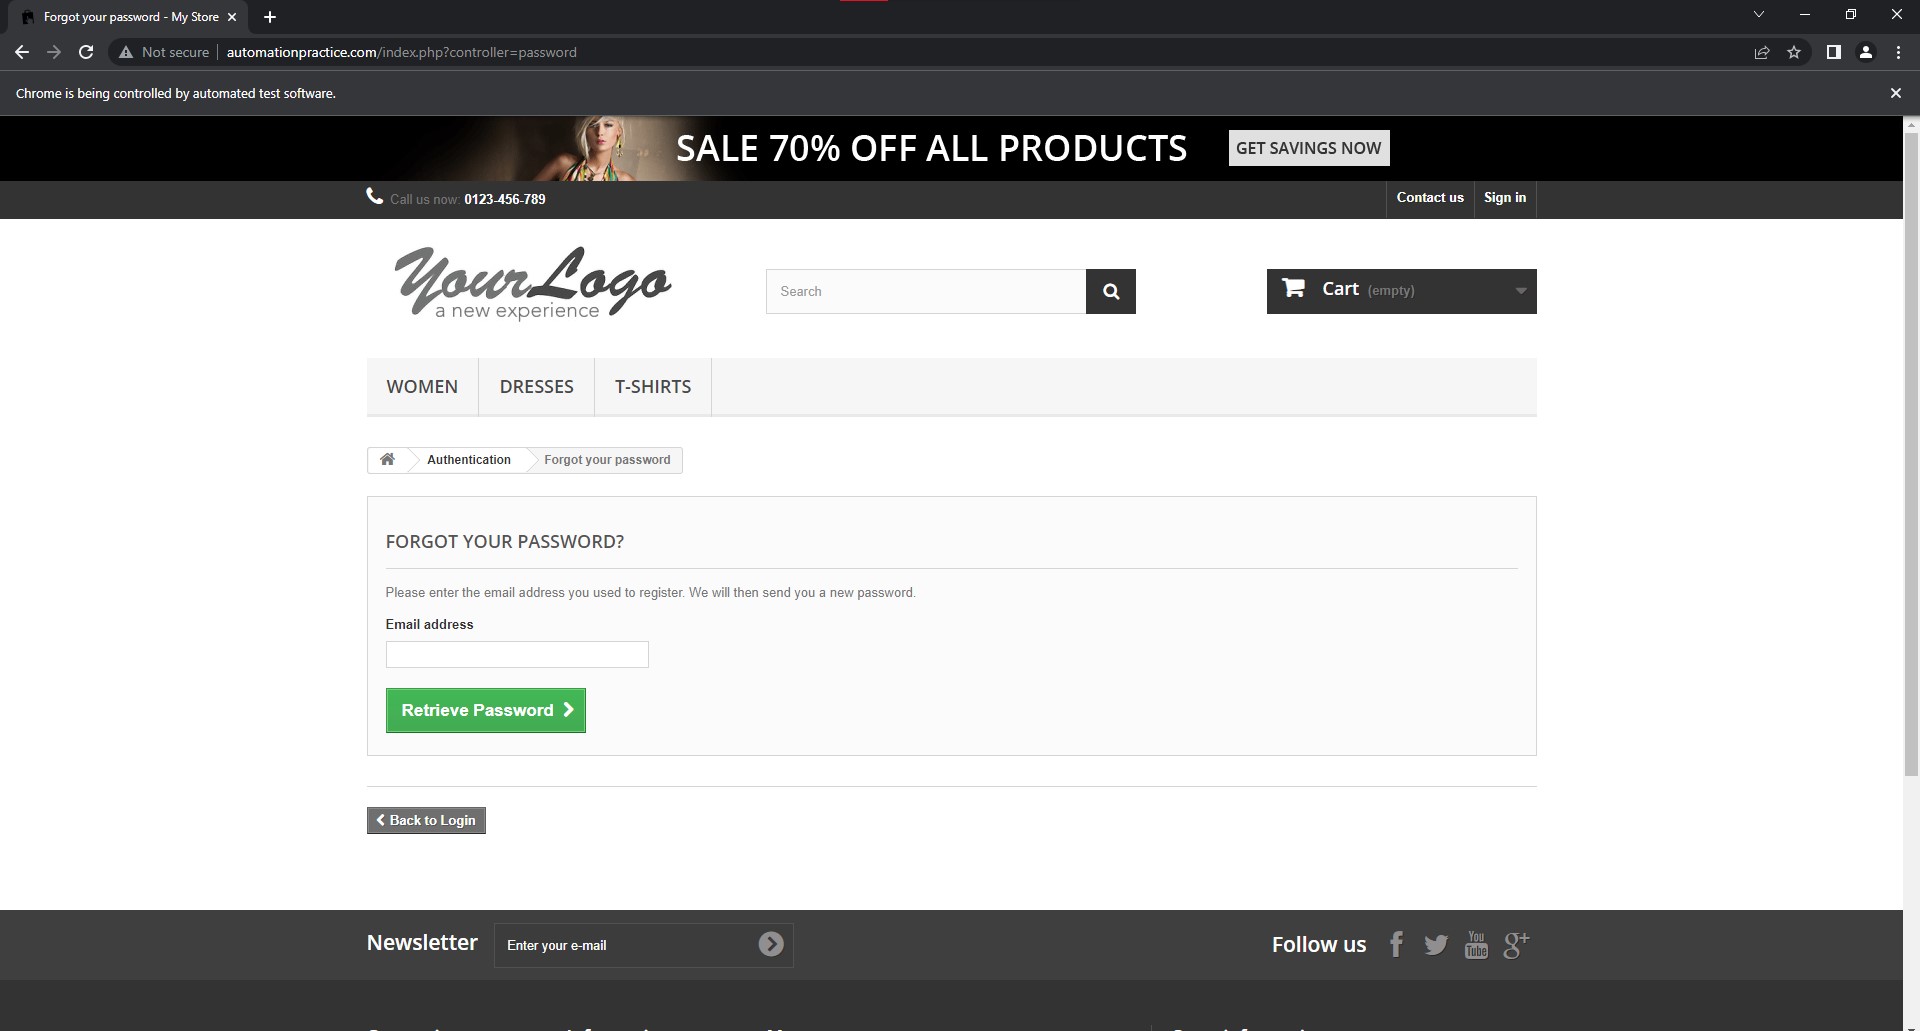 Forgot your password - My Store
Not secure automationpractice.com/index.php?controller=password
Chrome is being controlled by automated test software.
SALE 70% OFF ALL PRODUCTS GET SAVINGS NOW
Call us now: 0123-456-789 Contact us Sign in
YourLogo
a new experience
Search
Cart (empty)
WOMEN DRESSES T-SHIRTS
Authentication Forgot your password
FORGOT YOUR PASSWORD?
Please enter the email address you used to register. We will then send you a new password.
Email address
Retrieve Password
Back to Login
Newsletter Enter your e-mail Follow us f You Tube g+